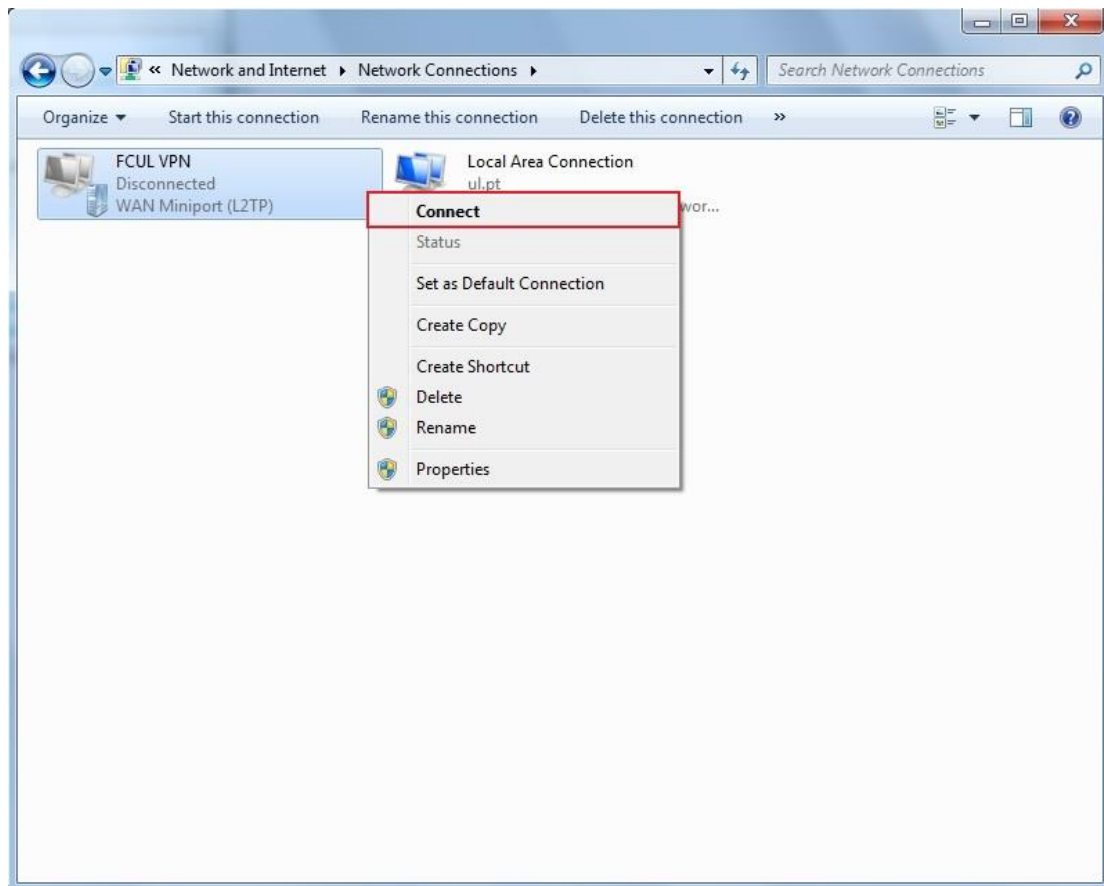 « Network and Internet ▸ Network Connections ▸
Search Network Connections
Organize ▾ Start this connection Rename this connection Delete this connection »
FCUL VPN
Disconnected
WAN Miniport (L2TP)
Local Area Connection
ul.pt
wor...
Connect
Status
Set as Default Connection
Create Copy
Create Shortcut
Delete
Rename
Properties